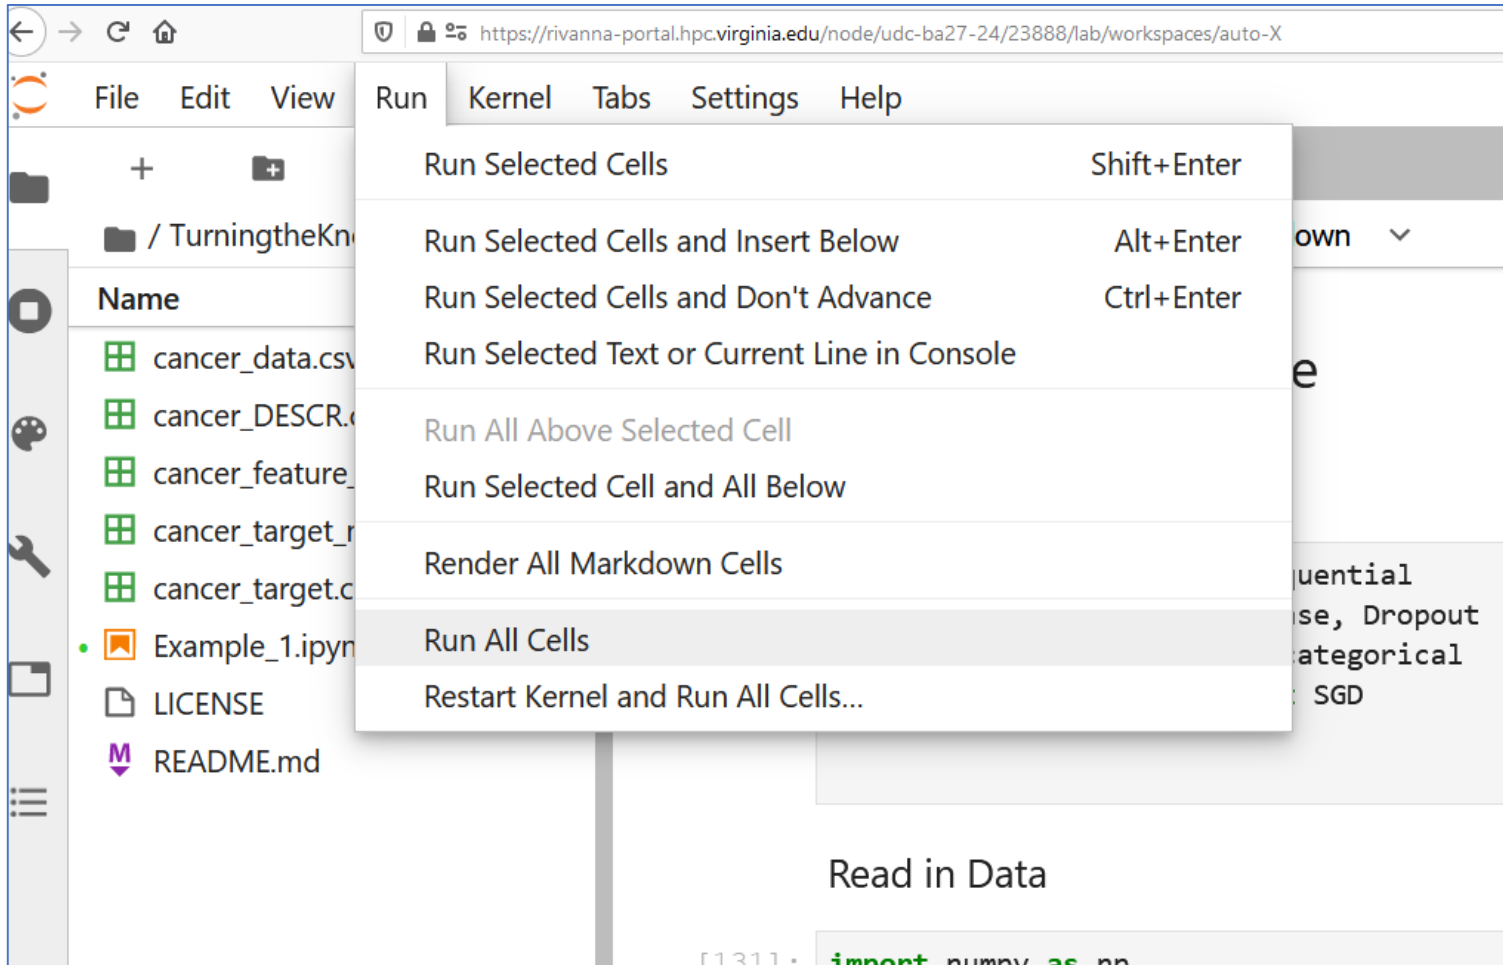 https://rivanna-portal.hpc.virginia.edu/node/udc-ba27-24/23888/lab/workspaces/auto-X
File Edit View Run Kernel Tabs Settings Help
Run Selected Cells Shift+Enter
Run Selected Cells and Insert Below Alt+Enter
Run Selected Cells and Don't Advance Ctrl+Enter
Run Selected Text or Current Line in Console
Run All Above Selected Cell
Run Selected Cell and All Below
Render All Markdown Cells
Run All Cells
Restart Kernel and Run All Cells...
/ TurningtheKn
Name
cancer_data.csv
cancer_DESCR.
cancer_feature_
cancer_target_
cancer_target.c
Example_1.ipyn
LICENSE
README.md
own
e
uential
se, Dropout
ategorical
SGD
Read in Data
[131]:
import numpy as np